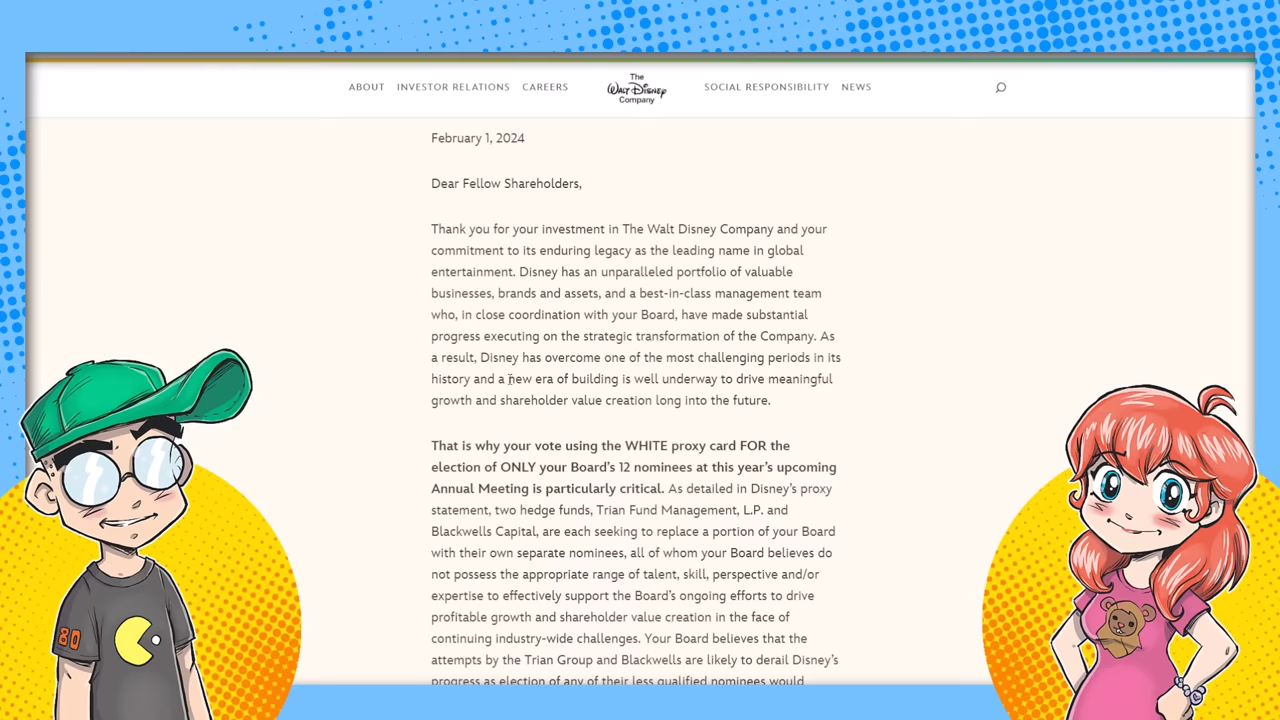 ABOUT INVESTOR RELATIONS CAREERS The Walt Disney Company SOCIAL RESPONSIBILITY NEWS
February 1, 2024
Dear Fellow Shareholders,
Thank you for your investment in The Walt Disney Company and your
commitment to its enduring legacy as the leading name in global
entertainment. Disney has an unparalleled portfolio of valuable
businesses, brands and assets, and a best-in-class management team
who, in close coordination with your Board, have made substantial
progress executing on the strategic transformation of the Company. As
a result, Disney has overcome one of the most challenging periods in its
history and a new era of building is well underway to drive meaningful
growth and shareholder value creation long into the future.
That is why your vote using the WHITE proxy card FOR the
election of ONLY your Board’s 12 nominees at this year’s upcoming
Annual Meeting is particularly critical. As detailed in Disney’s proxy
statement, two hedge funds, Trian Fund Management, L.P. and
Blackwells Capital, are each seeking to replace a portion of your Board
with their own separate nominees, all of whom your Board believes do
not possess the appropriate range of talent, skill, perspective and/or
expertise to effectively support the Board’s ongoing efforts to drive
profitable growth and shareholder value creation in the face of
continuing industry-wide challenges. Your Board believes that the
attempts by the Trian Group and Blackwells are likely to derail Disney’s
progress as election of any of their less qualified nominees would
80